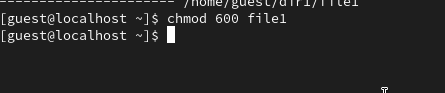 ---------------------- /home/guest/dir1/file1
[guest@localhost ~]$ chmod 600 file1
[guest@localhost ~]$